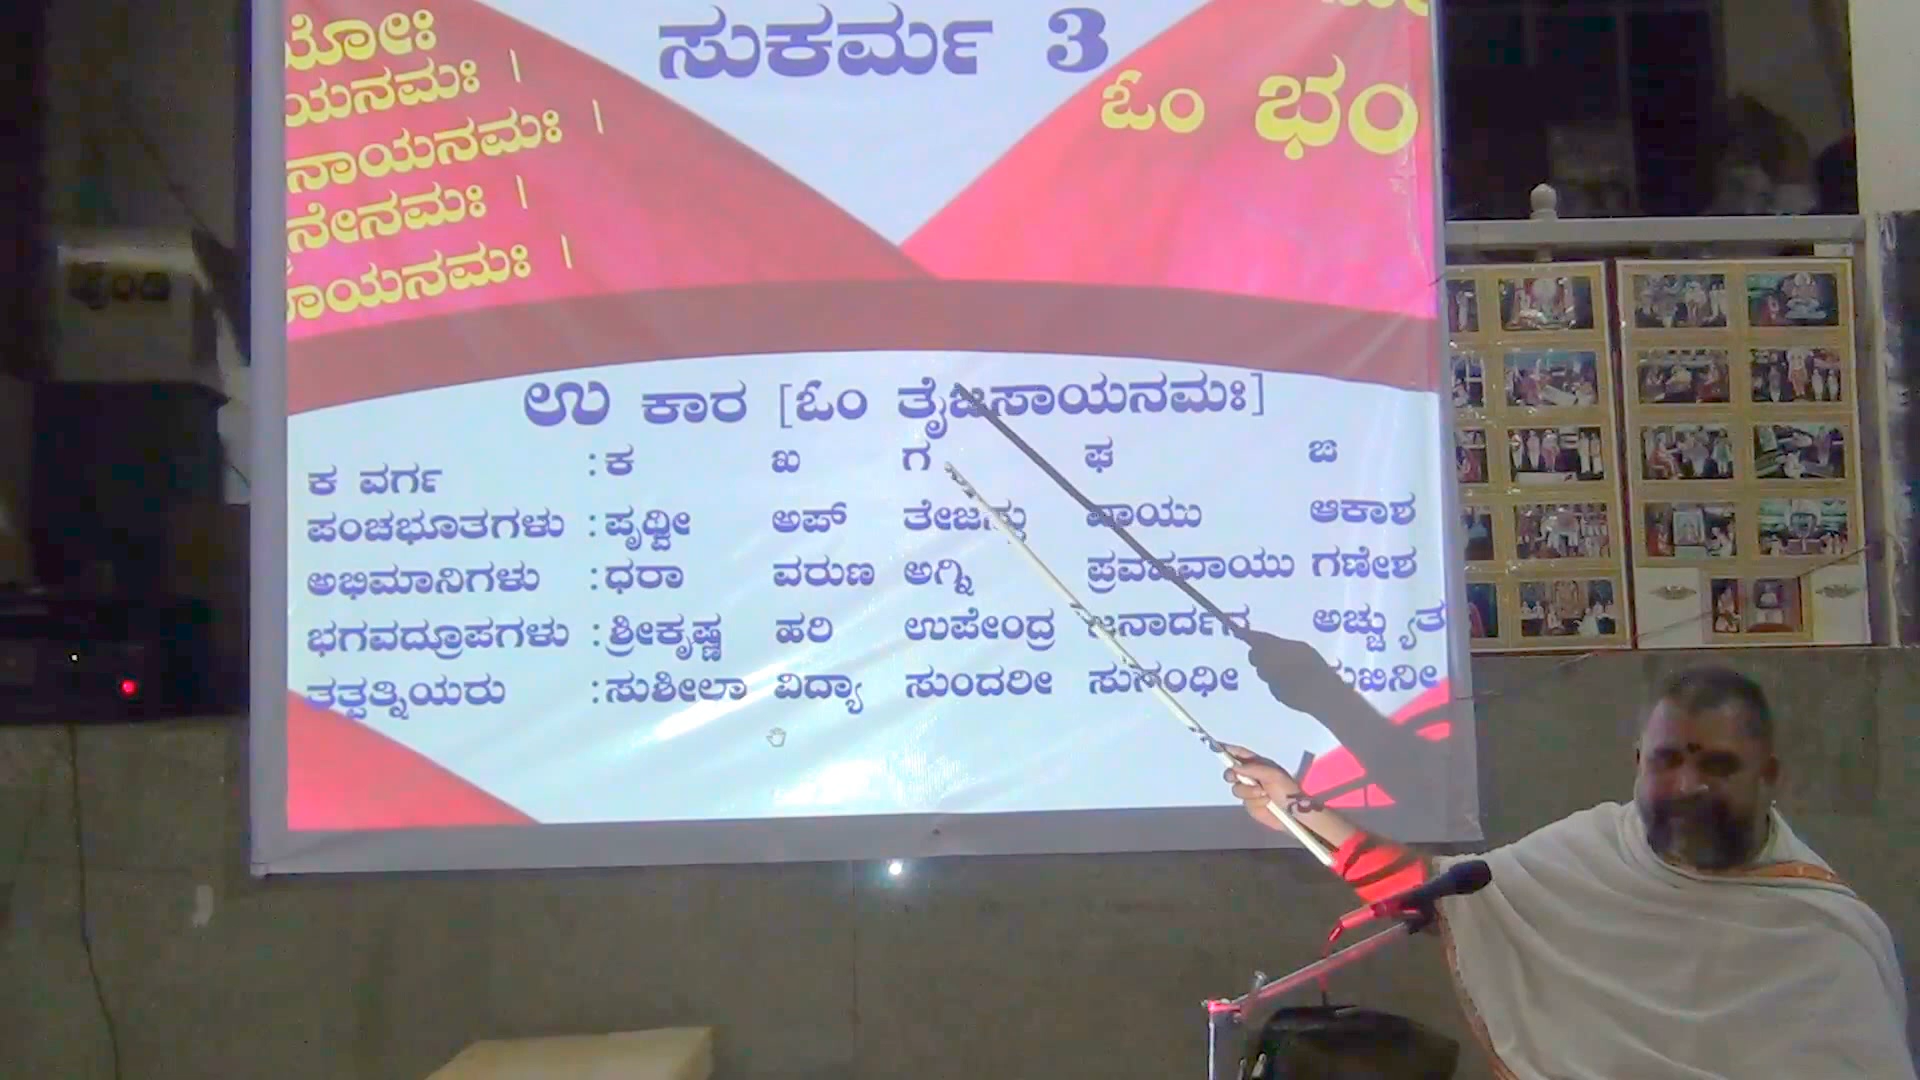 ಸುಕರ್ಮ 3
ಯನಮಃ |
ನಾಯನಮಃ |
ನೇನಮಃ |
ರಾಯನಮಃ |
ಓಂ ಭಂ
ಉ ಕಾರ [ಓಂ ತೈಜಸಾಯನಮಃ]
ಕ ವರ್ಗ : ಕ ಖ ಗ ಘ ಙ
ಪಂಚಭೂತಗಳು : ಪೃಥ್ವೀ ಅಪ್ ತೇಜಸ್ಸು ವಾಯು ಆಕಾಶ
ಅಭಿಮಾನಿಗಳು : ಧರಾ ವರುಣ ಅಗ್ನಿ ಪ್ರವಹವಾಯು ಗಣೇಶ
ಭಗವದ್ರೂಪಗಳು : ಶ್ರೀಕೃಷ್ಣ ಹರಿ ಉಪೇಂದ್ರ ಜನಾರ್ದನ ಅಚ್ಚ್ಯುತ
ತತ್ಪತ್ನಿಯರು : ಸುಶೀಲಾ ವಿದ್ಯಾ ಸುಂದರೀ ಸುಸಂಧೀ